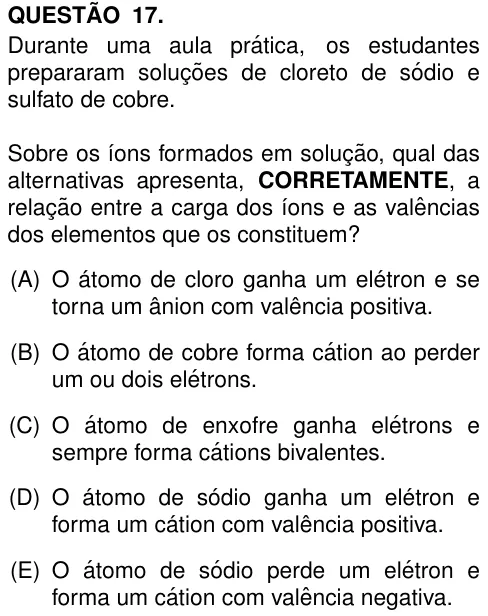 QUESTÃO 17.
Durante uma aula prática, os estudantes
prepararam soluções de cloreto de sódio e
sulfato de cobre.
Sobre os íons formados em solução, qual das
alternativas apresenta, CORRETAMENTE, a
relação entre a carga dos íons e as valências
dos elementos que os constituem?
(A) O átomo de cloro ganha um elétron e se
torna um ânion com valência positiva.
(B) O átomo de cobre forma cátion ao perder
um ou dois elétrons.
(C) O átomo de enxofre ganha elétrons e
sempre forma cátions bivalentes.
(D) O átomo de sódio ganha um elétron e
forma um cátion com valência positiva.
(E) O átomo de sódio perde um elétron e
forma um cátion com valência negativa.